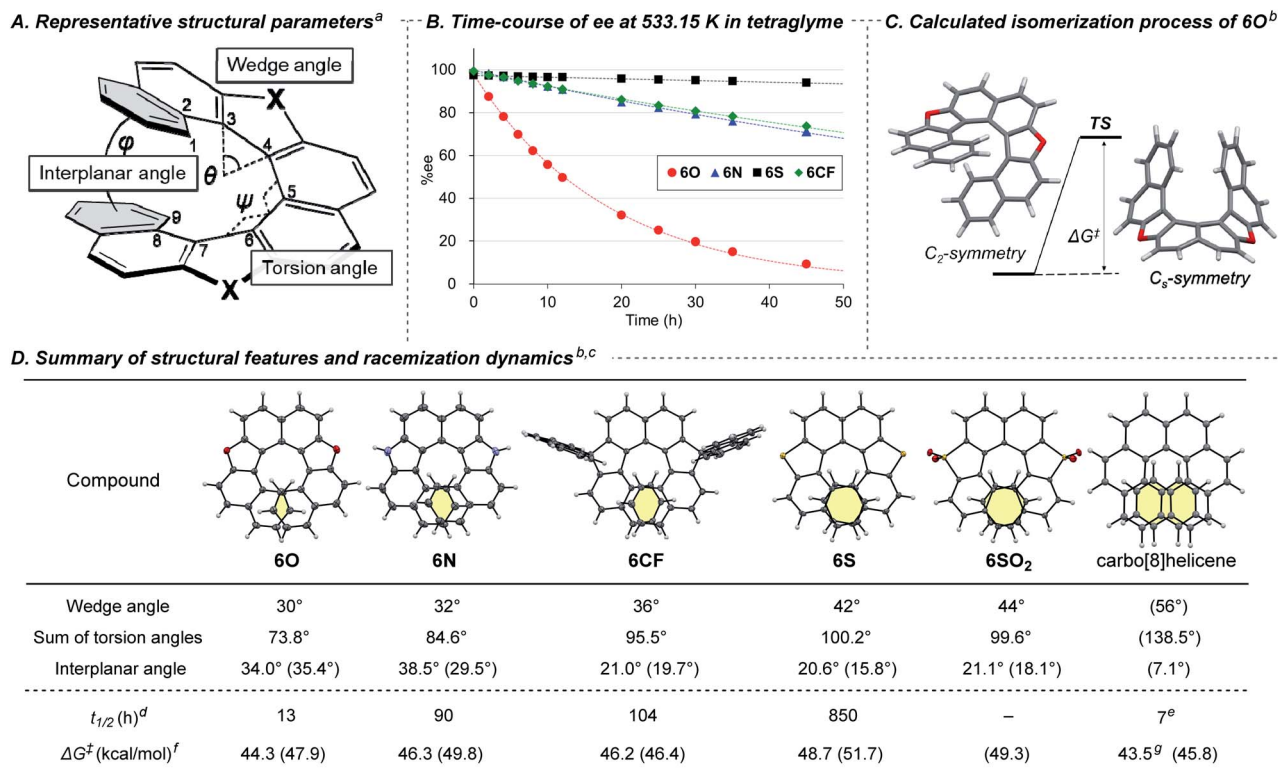 A. Representative structural parametersᵃ
Wedge angle
X
2
3
1
φ
4
Interplanar angle
θ
5
ψ
9
8
7
6
Torsion angle
X
B. Time-course of ee at 533.15 K in tetraglyme
100
80
60
40
20
0
%ee
6O 6N 6S 6CF
0 10 20 30 40 50
Time (h)
C. Calculated isomerization process of 6Oᵇ
TS
ΔG‡
C₂-symmetry
Cₛ-symmetry
D. Summary of structural features and racemization dynamicsᵇ,ᶜ
Compound
6O 6N 6CF 6S 6SO₂ carbo[8]helicene
Wedge angle 30° 32° 36° 42° 44° (56°)
Sum of torsion angles 73.8° 84.6° 95.5° 100.2° 99.6° (138.5°)
Interplanar angle 34.0° (35.4°) 38.5° (29.5°) 21.0° (19.7°) 20.6° (15.8°) 21.1° (18.1°) (7.1°)
t₁/₂ (h)ᵈ 13 90 104 850 – 7ᵉ
ΔG‡ (kcal/mol)ᶠ 44.3 (47.9) 46.3 (49.8) 46.2 (46.4) 48.7 (51.7) (49.3) 43.5ᵍ (45.8)